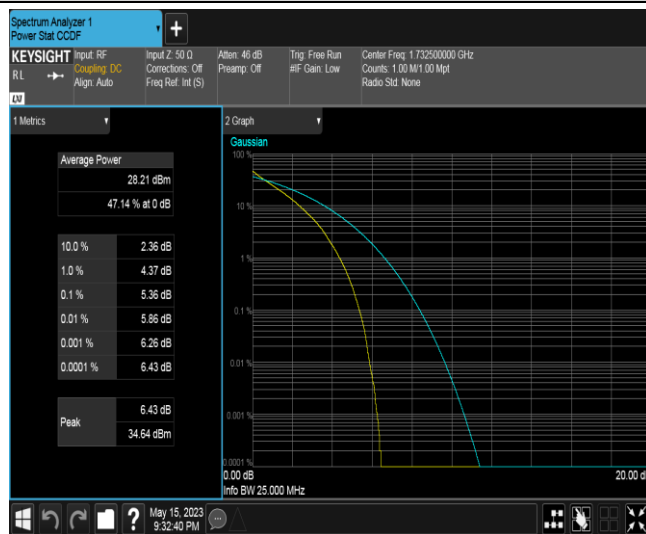 Spectrum Analyzer 1
Power Stat CCDF
KEYSIGHT
RL
Input: RF
Coupling: DC
Align: Auto
Input Z: 50 Ω
Corrections: Off
Freq Ref: Int (S)
Atten: 46 dB
Preamp: Off
Trig: Free Run
#IF Gain: Low
Center Freq: 1.732500000 GHz
Counts: 1.00 M/1.00 Mpt
Radio Std: None
LXI
1 Metrics
Average Power
28.21 dBm
47.14 % at 0 dB
10.0 % 2.36 dB
1.0 % 4.37 dB
0.1 % 5.36 dB
0.01 % 5.86 dB
0.001 % 6.26 dB
0.0001 % 6.43 dB
Peak
6.43 dB
34.64 dBm
2 Graph
Gaussian
100 %
10 %
1 %
0.1 %
0.01 %
0.001 %
0.0001 %
0.00 dB
20.00 d
Info BW 25.000 MHz
?
May 15, 2023
9:32:40 PM